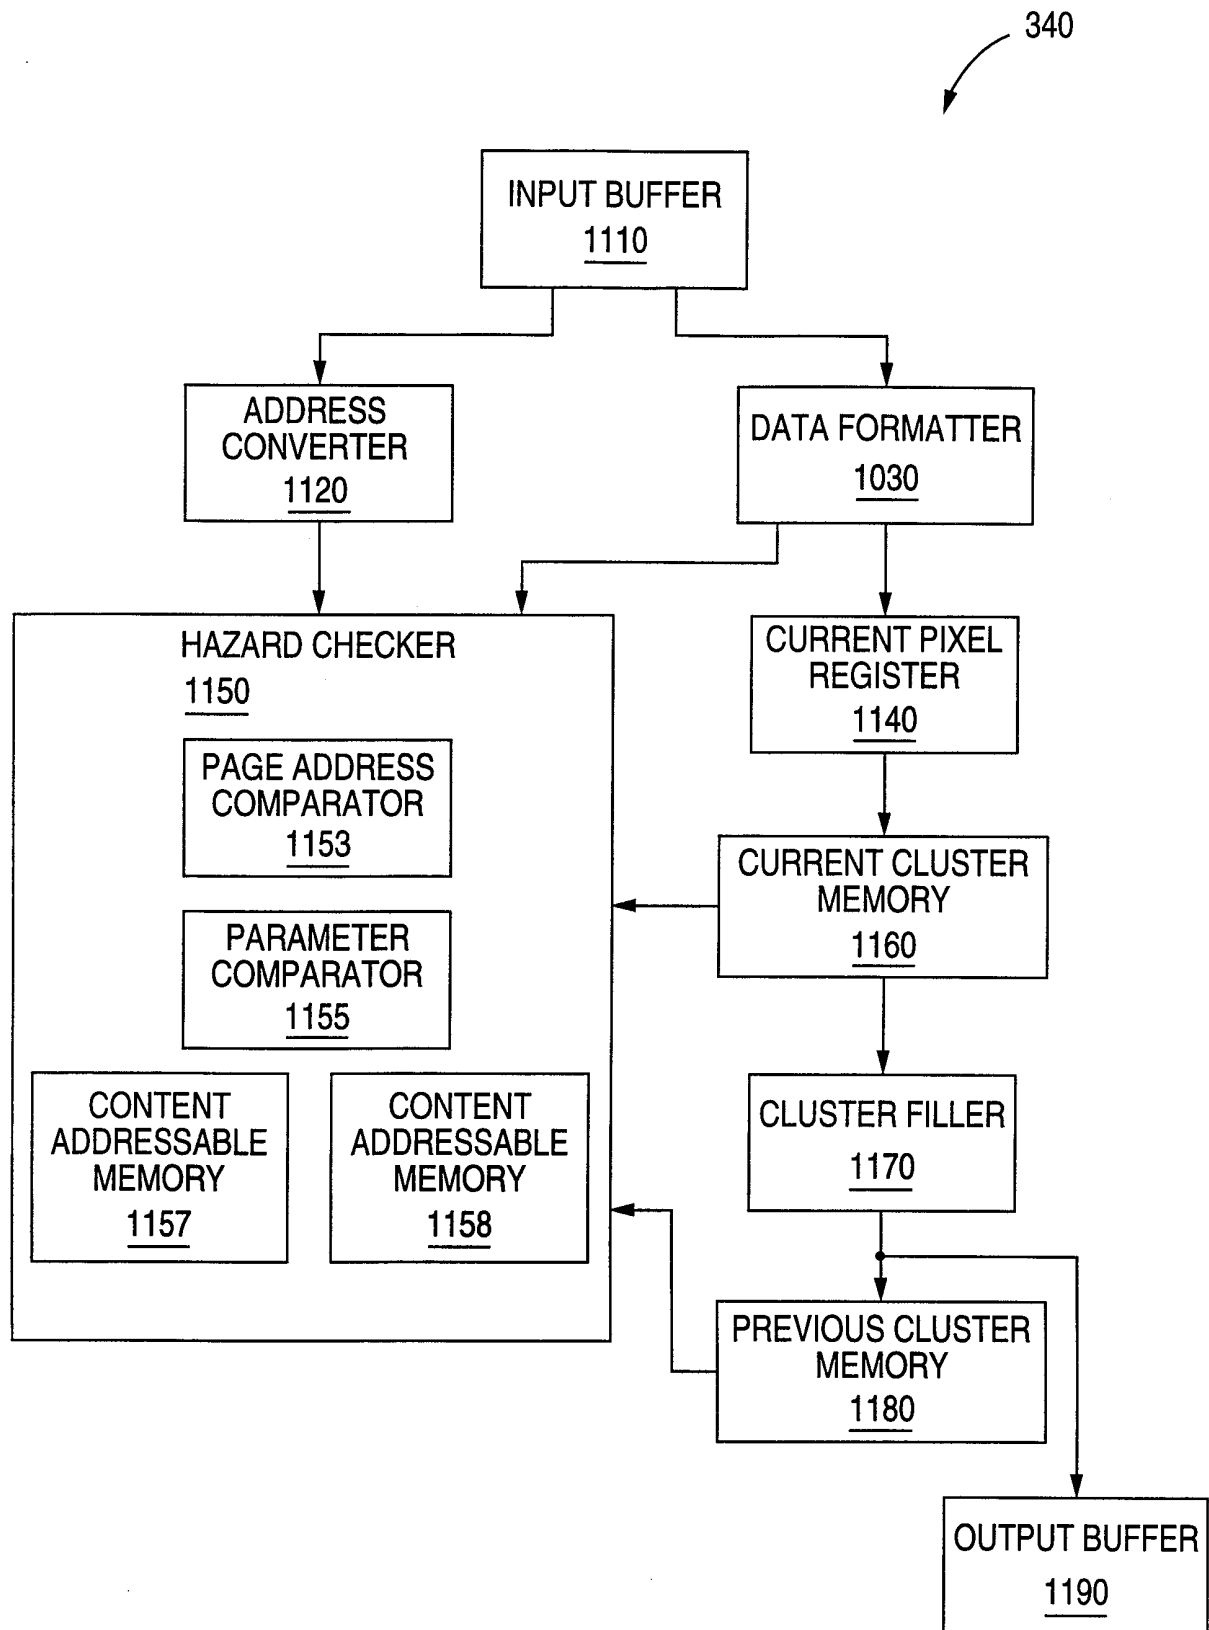 340
INPUT BUFFER
1110
ADDRESS
CONVERTER
1120
DATA FORMATTER
1030
HAZARD CHECKER
1150
CURRENT PIXEL
REGISTER
1140
PAGE ADDRESS
COMPARATOR
1153
CURRENT CLUSTER
MEMORY
1160
PARAMETER
COMPARATOR
1155
CONTENT
ADDRESSABLE
MEMORY
1157
CONTENT
ADDRESSABLE
MEMORY
1158
CLUSTER FILLER
1170
PREVIOUS CLUSTER
MEMORY
1180
OUTPUT BUFFER
1190